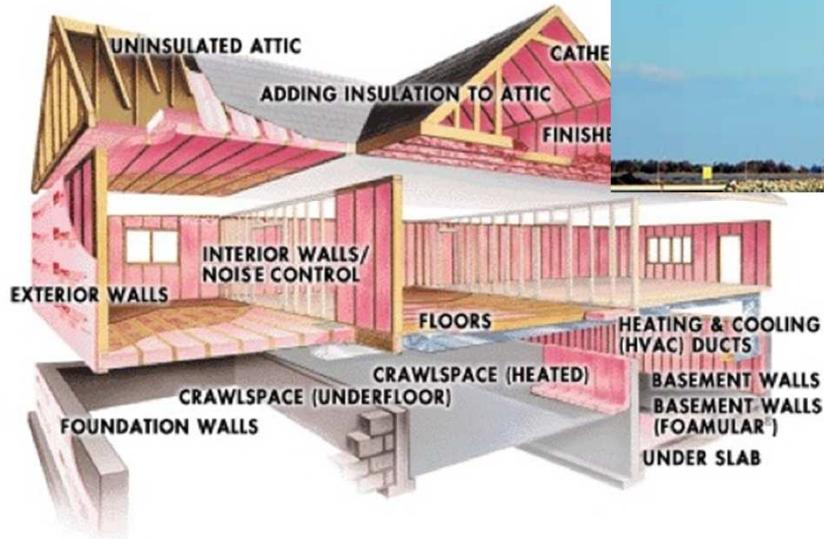 UNINSULATED ATTIC
ADDING INSULATION TO ATTIC
INTERIOR WALLS/
NOISE CONTROL
EXTERIOR WALLS
FLOORS
HEATING & COOLING
(HVAC) DUCTS
CRAWLSPACE (HEATED)
CRAWLSPACE (UNDERFLOOR)
BASEMENT WALLS
BASEMENT WALLS
(FOAMULAR®)
FOUNDATION WALLS
UNDER SLAB